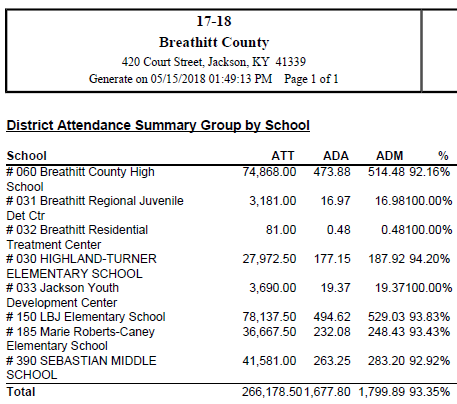 17-18
Breathitt County
420 Court Street, Jackson, KY 41339
Generate on 05/15/2018 01:49:13 PM Page 1 of 1
District Attendance Summary Group by School
School ATT ADA ADM %
# 060 Breathitt County High 74,868.00 473.88 514.48 92.16%
School
# 031 Breathitt Regional Juvenile 3,181.00 16.97 16.98100.00%
Det Ctr
# 032 Breathitt Residential 81.00 0.48 0.48100.00%
Treatment Center
# 030 HIGHLAND-TURNER 27,972.50 177.15 187.92 94.20%
ELEMENTARY SCHOOL
# 033 Jackson Youth 3,690.00 19.37 19.37100.00%
Development Center
# 150 LBJ Elementary School 78,137.50 494.62 529.03 93.83%
# 185 Marie Roberts-Caney 36,667.50 232.08 248.43 93.43%
Elementary School
# 390 SEBASTIAN MIDDLE 41,581.00 263.25 283.20 92.92%
SCHOOL
Total 266,178.501,677.80 1,799.89 93.35%